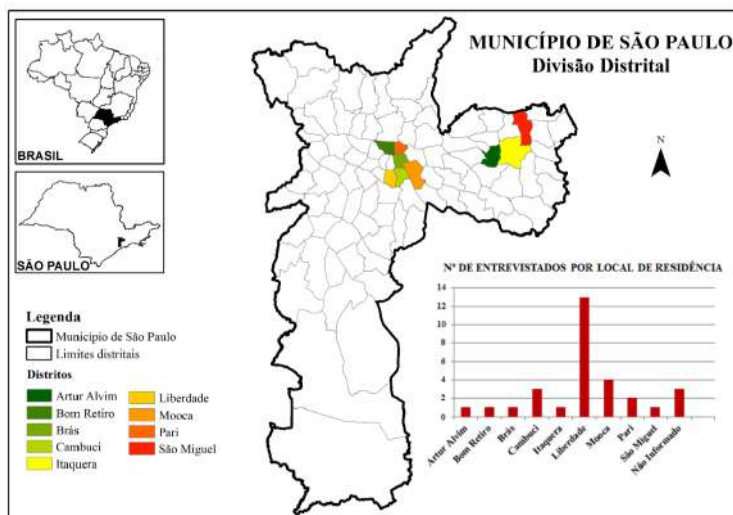 MUNICÍPIO DE SÃO PAULO
Divisão Distrital
BRASIL
SÃO PAULO
N
Legenda
Município de São Paulo
Limites distritais
Distritos
Artur Alvim
Bom Retiro
Brás
Cambuci
Itaquera
Liberdade
Mooca
Pari
São Miguel
Nº DE ENTREVISTADOS POR LOCAL DE RESIDÊNCIA
14
12
10
8
6
4
2
0
Artur Alvim
Bom Retiro
Brás
Cambuci
Itaquera
Liberdade
Mooca
Pari
São Miguel
Não Informado